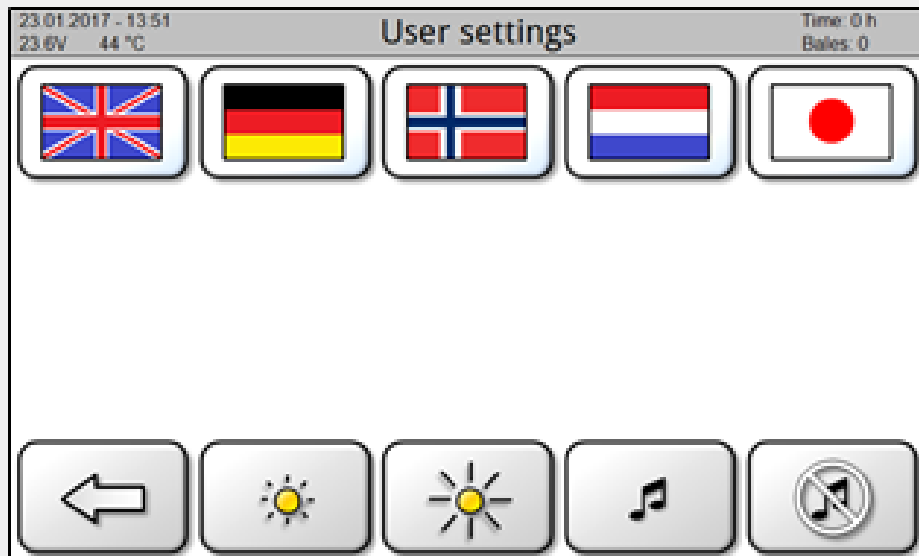 23.01.2017 - 13:51
23.6V 44 °C
User settings
Time: 0 h
Bales: 0